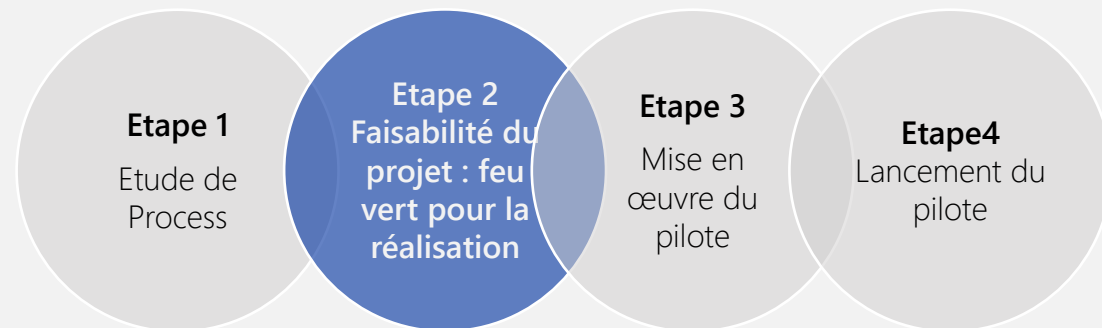 Etape 1
Etude de
Process
Etape 2
Faisabilité du
projet : feu
vert pour la
réalisation
Etape 3
Mise en
œuvre du
pilote
Etape4
Lancement du
pilote